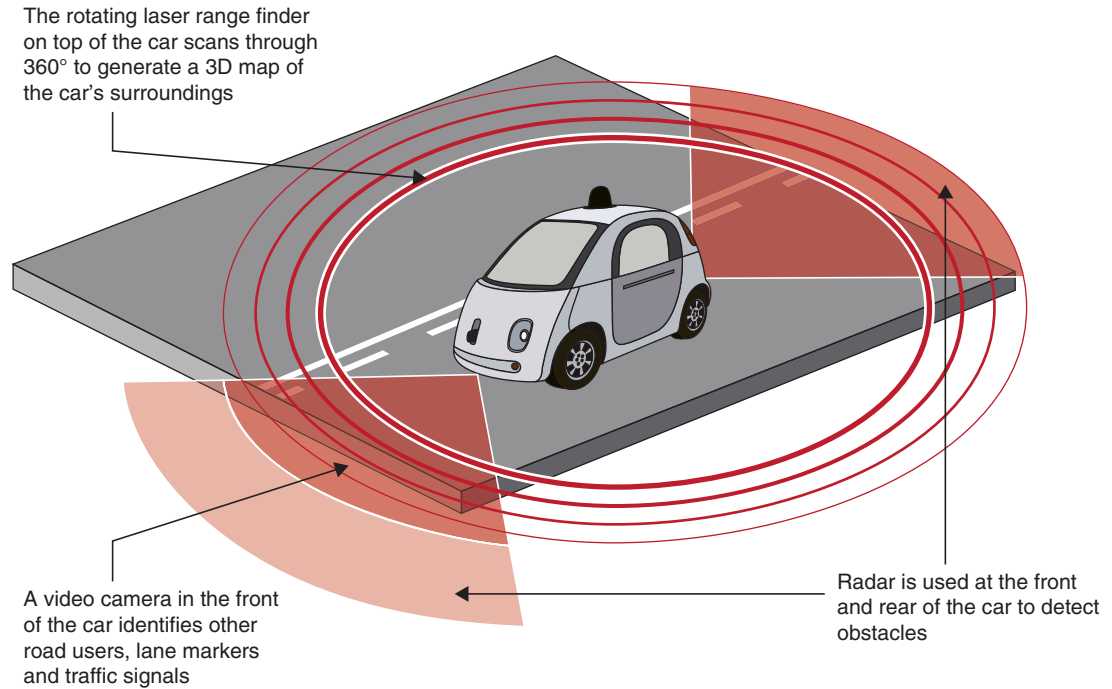 The rotating laser range finder
on top of the car scans through
360° to generate a 3D map of
the car’s surroundings
A video camera in the front
of the car identifies other
road users, lane markers
and traffic signals
Radar is used at the front
and rear of the car to detect
obstacles